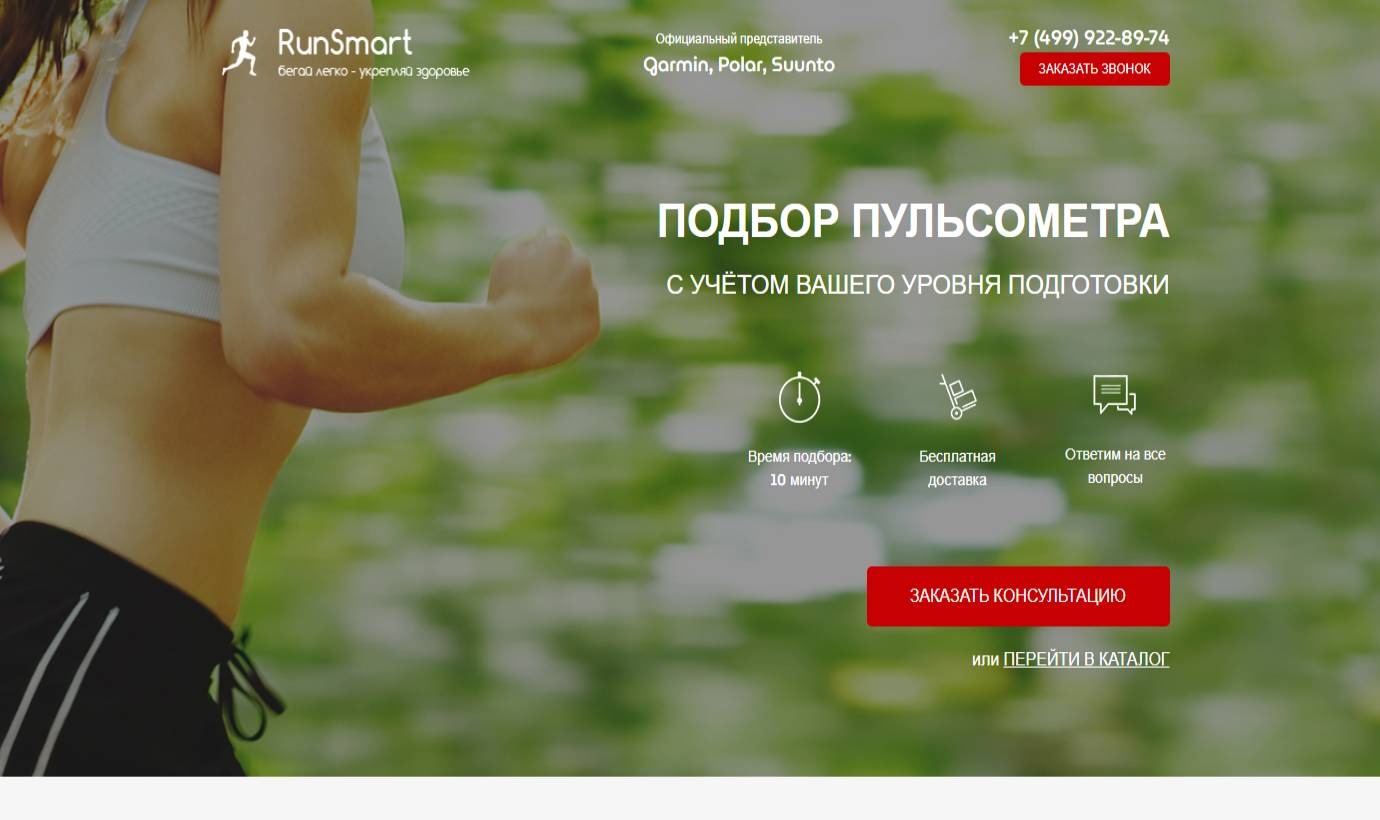 RunSmart
бегай легко - укрепляй здоровье
Официальный представитель
Garmin, Polar, Suunto
+7 (499) 922-89-74
ЗАКАЗАТЬ ЗВОНОК
ПОДБОР ПУЛЬСОМЕТРА
С УЧЁТОМ ВАШЕГО УРОВНЯ ПОДГОТОВКИ
Время подбора:
10 минут
Бесплатная
доставка
Ответим на все
вопросы
ЗАКАЗАТЬ КОНСУЛЬТАЦИЮ
или ПЕРЕЙТИ В КАТАЛОГ